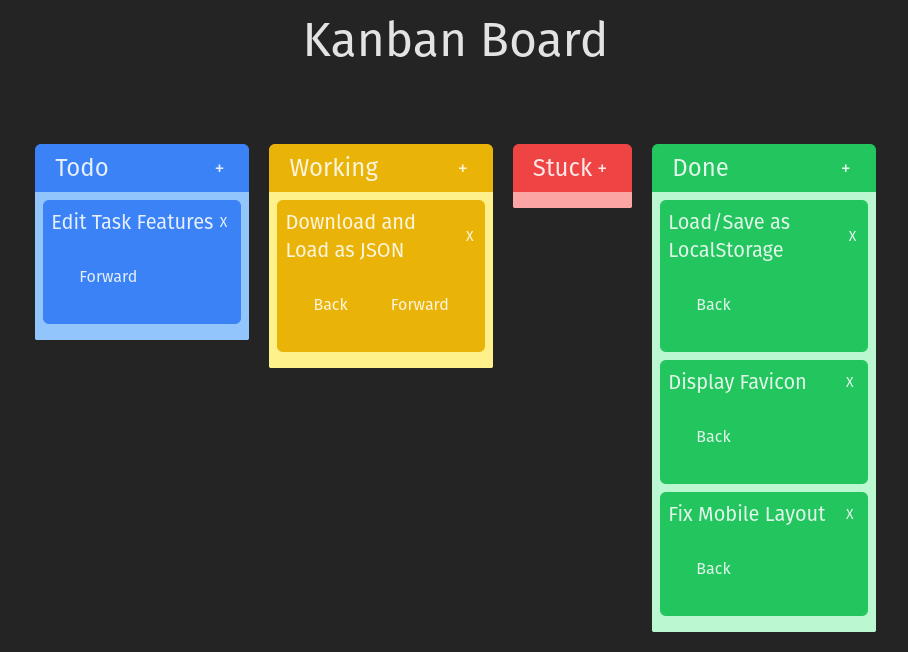 Kanban Board
Todo +
Edit Task Features X
Forward
Working +
Download and
Load as JSON X
Back Forward
Stuck +
Done +
Load/Save as
LocalStorage X
Back
Display Favicon X
Back
Fix Mobile Layout X
Back